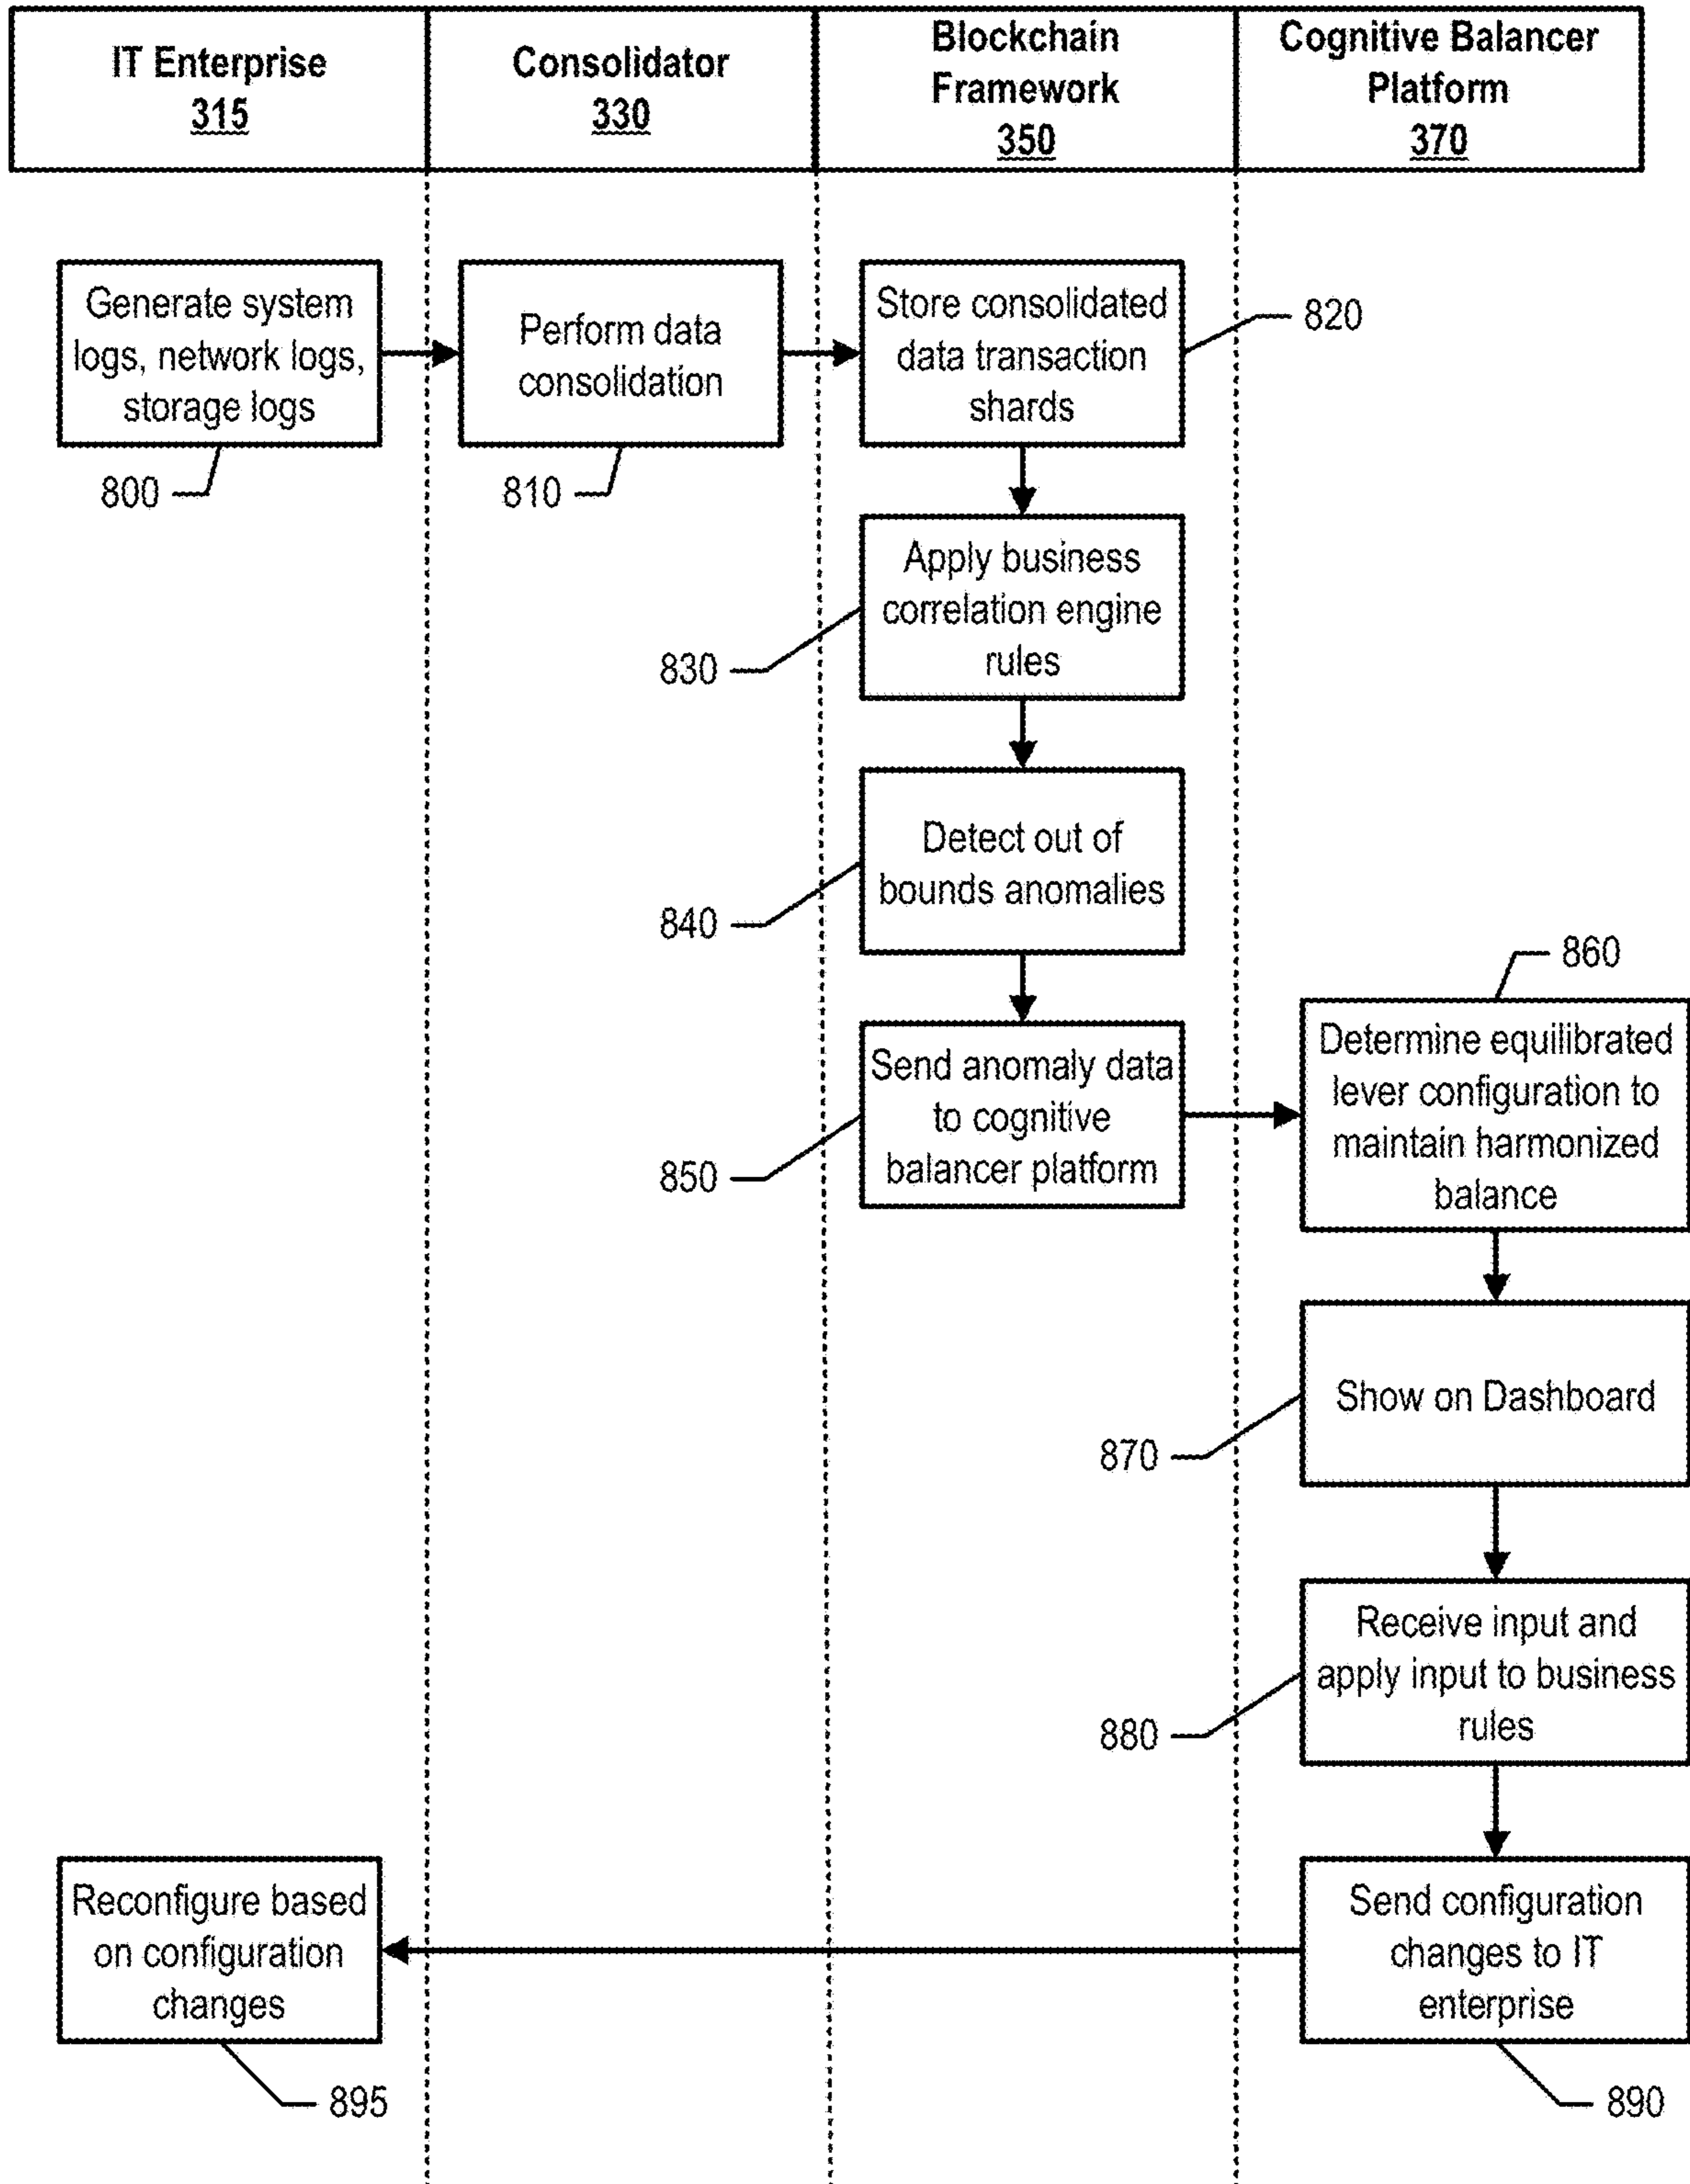 IT Enterprise
315
Consolidator
330
Blockchain
Framework
350
Cognitive Balancer
Platform
370
Generate system
logs, network logs,
storage logs
800
Perform data
consolidation
810
Store consolidated
data transaction
shards
820
Apply business
correlation engine
rules
830
Detect out of
bounds anomalies
840
Send anomaly data
to cognitive
balancer platform
850
860
Determine equilibrated
lever configuration to
maintain harmonized
balance
Show on Dashboard
870
Receive input and
apply input to business
rules
880
Send configuration
changes to IT
enterprise
890
Reconfigure based
on configuration
changes
895